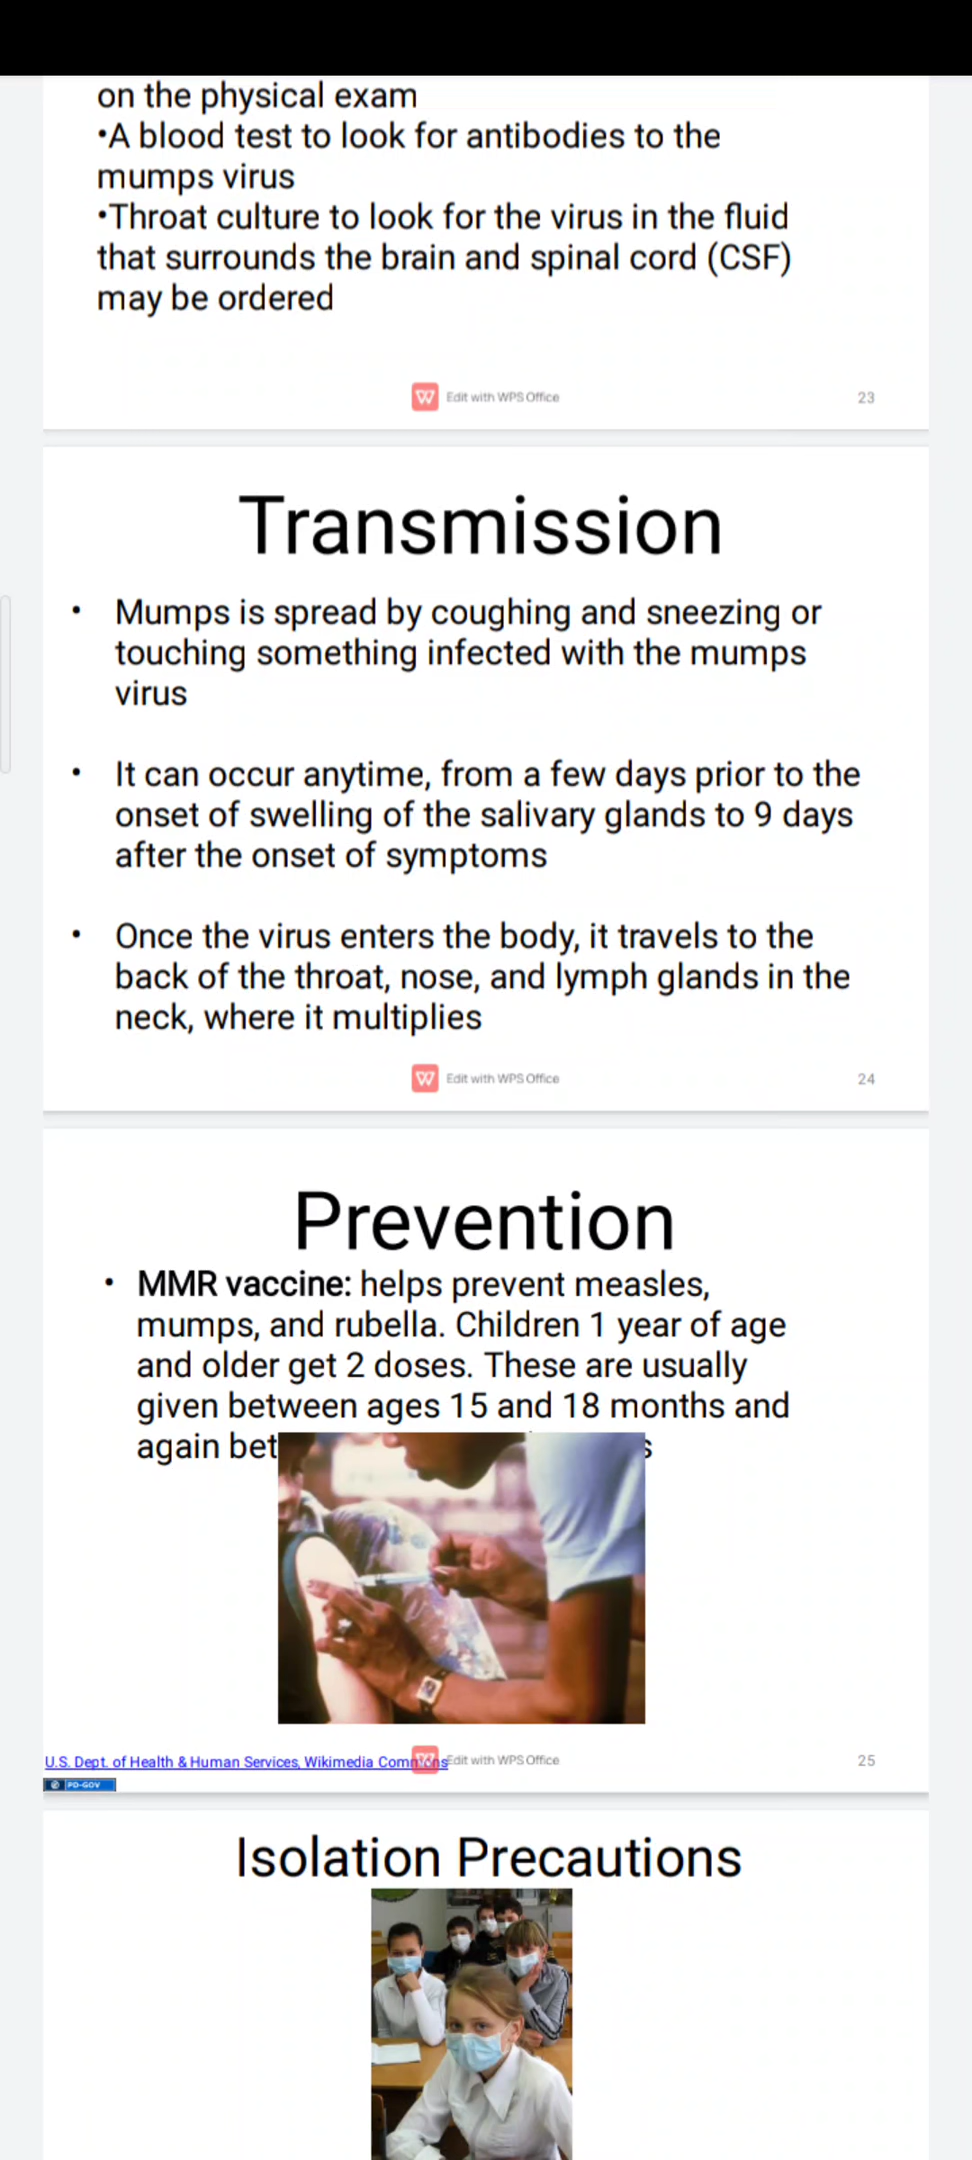 on the physical exam
•A blood test to look for antibodies to the
mumps virus
•Throat culture to look for the virus in the fluid
that surrounds the brain and spinal cord (CSF)
may be ordered
Edit with WPS Office
23
Transmission
• Mumps is spread by coughing and sneezing or
touching something infected with the mumps
virus
• It can occur anytime, from a few days prior to the
onset of swelling of the salivary glands to 9 days
after the onset of symptoms
• Once the virus enters the body, it travels to the
back of the throat, nose, and lymph glands in the
neck, where it multiplies
Edit with WPS Office
24
Prevention
• MMR vaccine: helps prevent measles,
mumps, and rubella. Children 1 year of age
and older get 2 doses. These are usually
given between ages 15 and 18 months and
again bet
U.S. Dept. of Health & Human Services, Wikimedia Commons
Edit with WPS Office
25
PD-GOV
Isolation Precautions